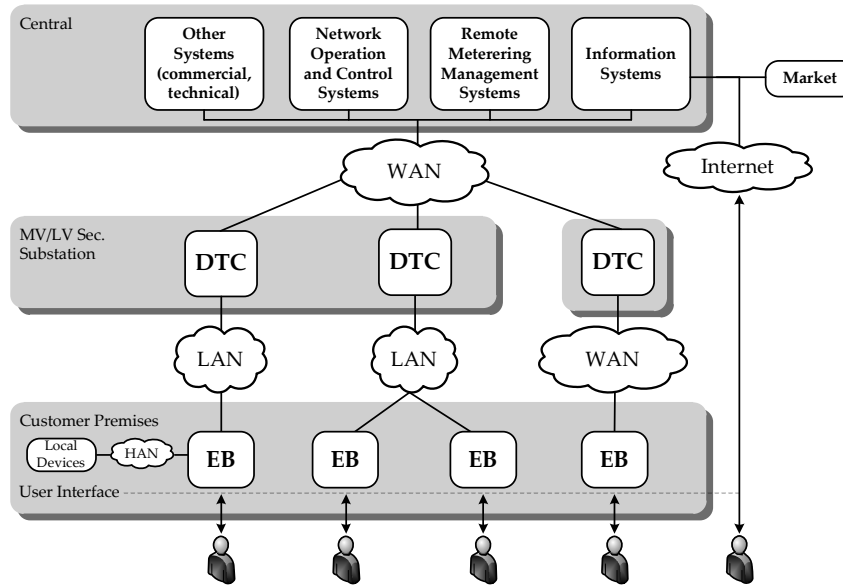 Central
Other
Systems
(commercial,
technical)
Network
Operation
and Control
Systems
Remote
Meterering
Management
Systems
Information
Systems
Market
WAN
Internet
MV/LV Sec.
Substation
DTC
DTC
DTC
LAN
LAN
WAN
Customer Premises
Local
Devices
HAN
EB
EB
EB
EB
User Interface